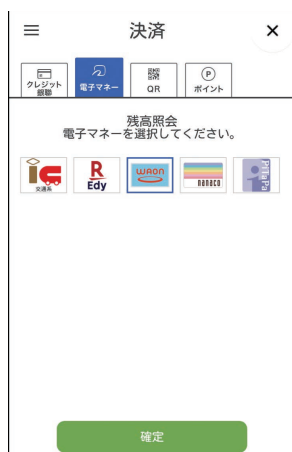 決済
クレジット
銀聯
電子マネー
QR
P
ポイント
残高照会
電子マネーを選択してください。
交通系
R
Edy
WAON
nanaco
PiTaPa
確定